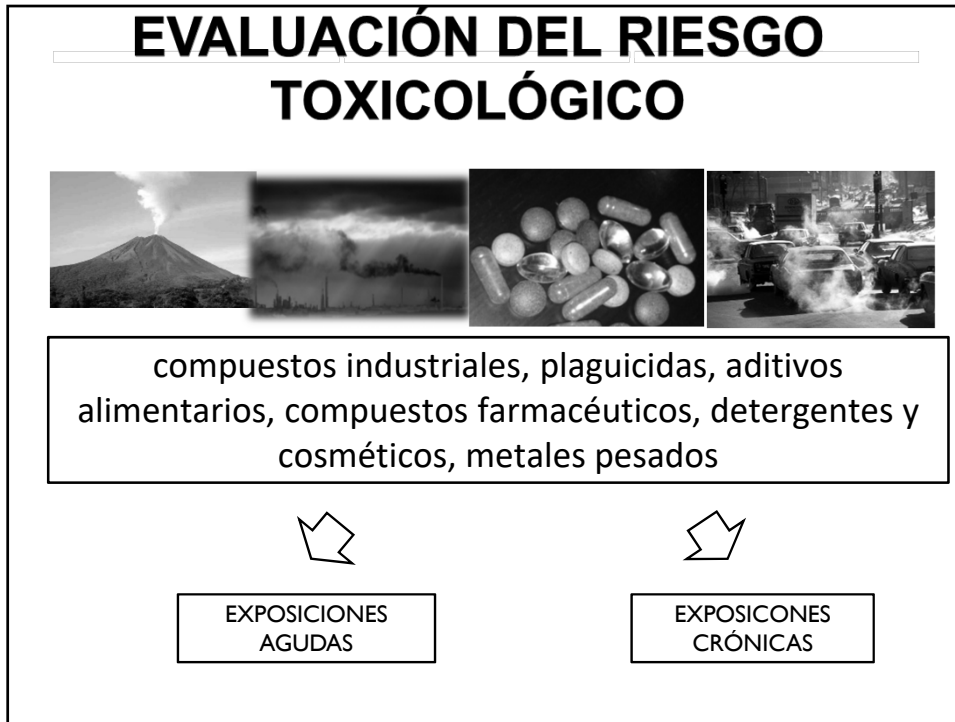 EVALUACIÓN DEL RIESGO
TOXICOLÓGICO
compuestos industriales, plaguicidas, aditivos
alimentarios, compuestos farmacéuticos, detergentes y
cosméticos, metales pesados
EXPOSICIONES
AGUDAS
EXPOSICONES
CRÓNICAS